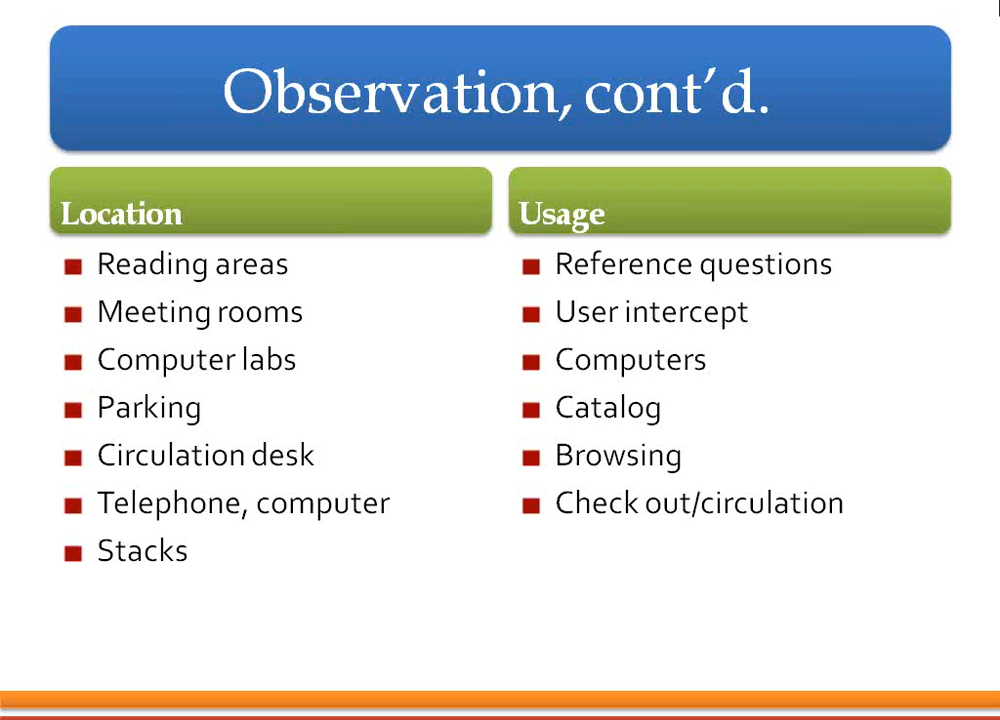 Observation, cont’d.
Location
Reading areas
Meeting rooms
Computer labs
Parking
Circulation desk
Telephone, computer
Stacks
Usage
Reference questions
User intercept
Computers
Catalog
Browsing
Check out/circulation